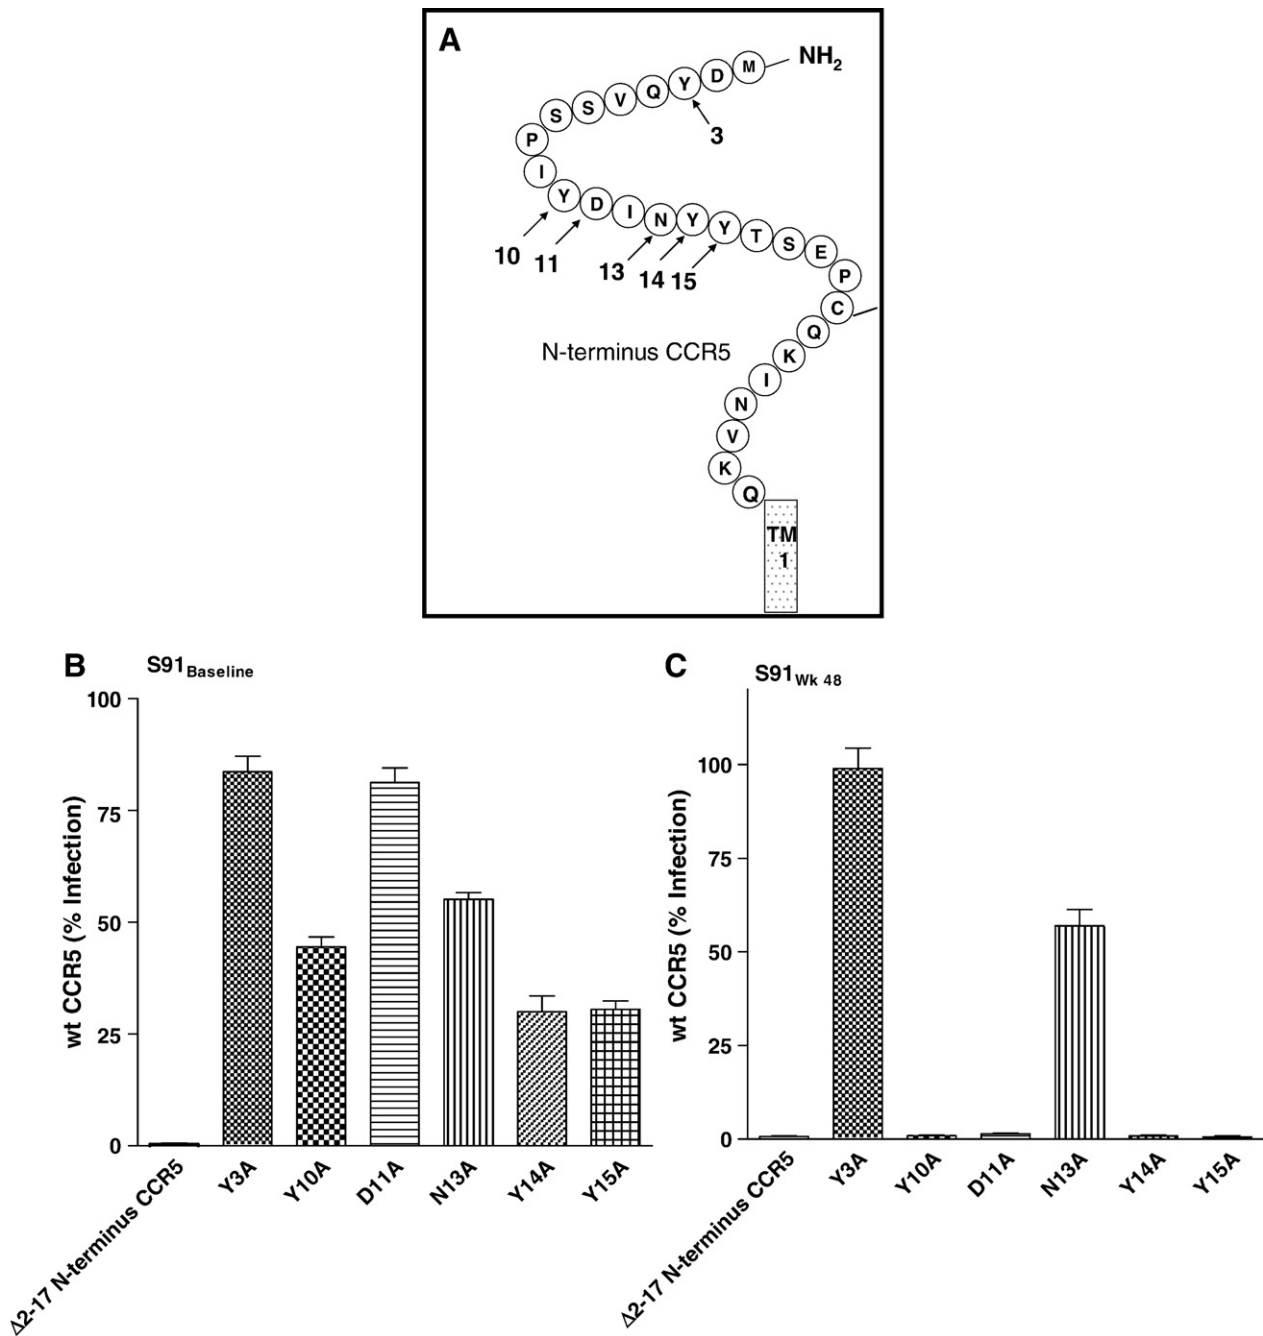 A
NH2
M D Y Q V S S P I Y D I N Y Y T S E P C Q K I N V K Q
3
10 11 13 14 15
N-terminus CCR5
TM
1
B
S91Baseline
wt CCR5 (% Infection)
100
75
50
25
0
Δ2-17 N-terminus CCR5
Y3A
Y10A
D11A
N13A
Y14A
Y15A
C
S91Wk 48
wt CCR5 (% Infection)
100
75
50
25
0
Δ2-17 N-terminus CCR5
Y3A
Y10A
D11A
N13A
Y14A
Y15A